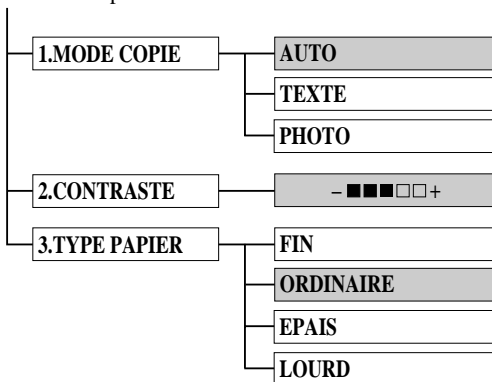 1.MODE COPIE
AUTO
TEXTE
PHOTO
2.CONTRASTE
– ■■■□□+
3.TYPE PAPIER
FIN
ORDINAIRE
EPAIS
LOURD